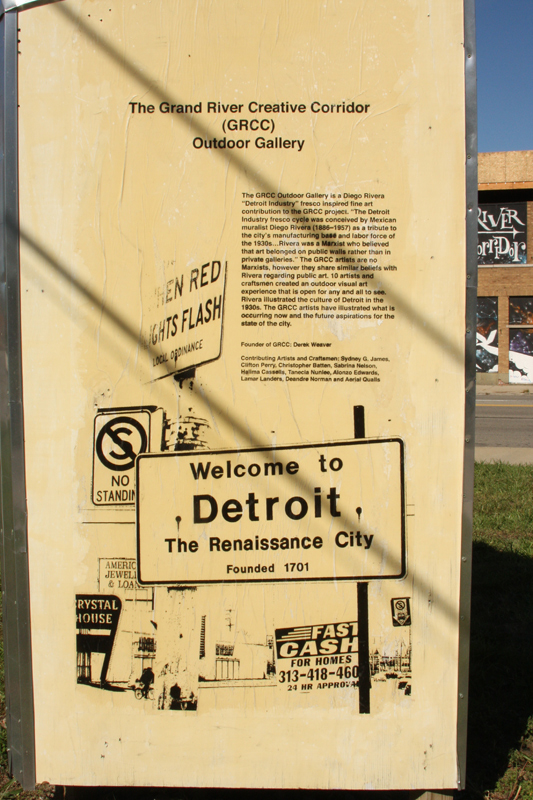 The Grand River Creative Corridor
(GRCC)
Outdoor Gallery
The GRCC Outdoor Gallery is a Diego Rivera
"Detroit Industry" fresco inspired fine art
contribution to the GRCC project. "The Detroit
Industry fresco cycle was conceived by Mexican
muralist Diego Rivera (1886–1957) as a tribute to
the city's manufacturing base and labor force of
the 1930s...Rivera was a Marxist who believed
that art belonged on public walls rather than in
private galleries." The GRCC artists are no
Marxists, however they share similar beliefs with
Rivera regarding public art. 10 artists and
craftsmen created an outdoor visual art
experience that is open for any and all to see.
Rivera illustrated the culture of Detroit in the
1930s. The GRCC artists have illustrated what is
occurring now and the future aspirations for the
state of the city.
Founder of GRCC: Derek Weaver
Contributing Artists and Craftsmen: Sydney G. James,
Clifton Perry, Christopher Batten, Sabrina Nelson,
Halima Cassells, Tanecia Nunlee, Alonzo Edwards,
Lamar Landers, Deandre Norman and Aerial Qualls
HEN RED
GHTS FLASH
LOCAL ORDINANCE
NO
STANDIN
Welcome to
Detroit
The Renaissance City
Founded 1701
AMERIC
JEWEL
& LOAN
RYSTAL
HOUSE
FAST
CASH
FOR HOMES
313-418-460
24 HR APPROVAL
RIVER
orriDor